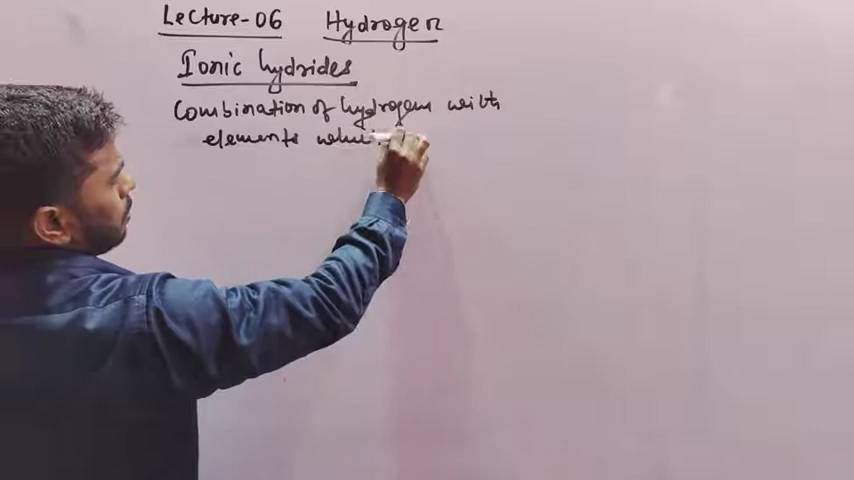 Lecture-06 Hydrogen
Ionic hydrides
Combination of hydrogen with
elements